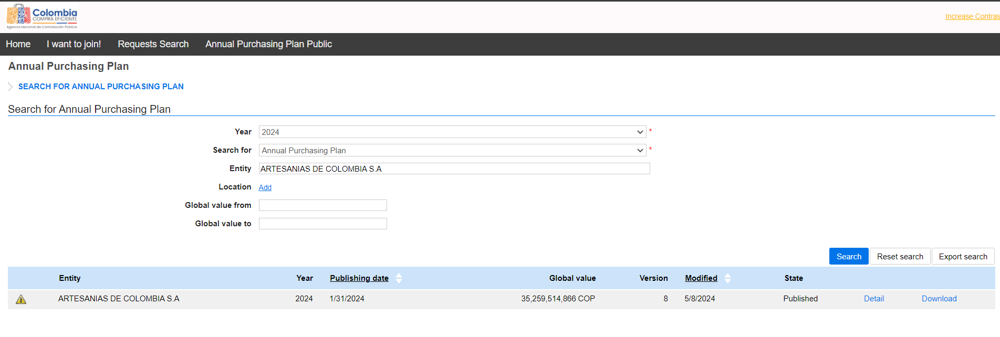 Colombia
COMPRA EFICIENTE
Agencia Nacional de Contratación Pública
Increase Contras
Home I want to join! Requests Search Annual Purchasing Plan Public
Annual Purchasing Plan
SEARCH FOR ANNUAL PURCHASING PLAN
Search for Annual Purchasing Plan
Year 2024 *
Search for Annual Purchasing Plan *
Entity ARTESANIAS DE COLOMBIA S.A
Location Add
Global value from
Global value to
Search Reset search Export search
Entity Year Publishing date Global value Version Modified State
ARTESANIAS DE COLOMBIA S.A 2024 1/31/2024 35,259,514,866 COP 8 5/8/2024 Published Detail Download